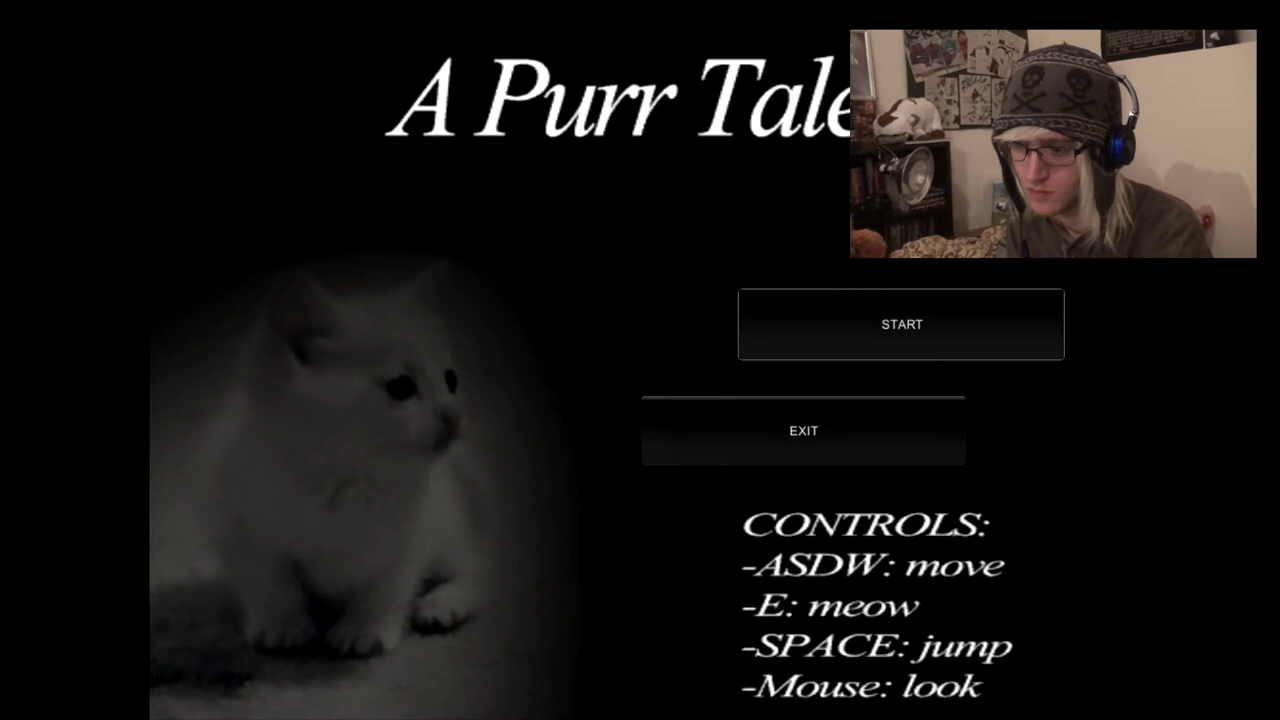 A Purr Tale
START
EXIT
CONTROLS:
-ASDW: move
-E: meow
-SPACE: jump
-Mouse: look